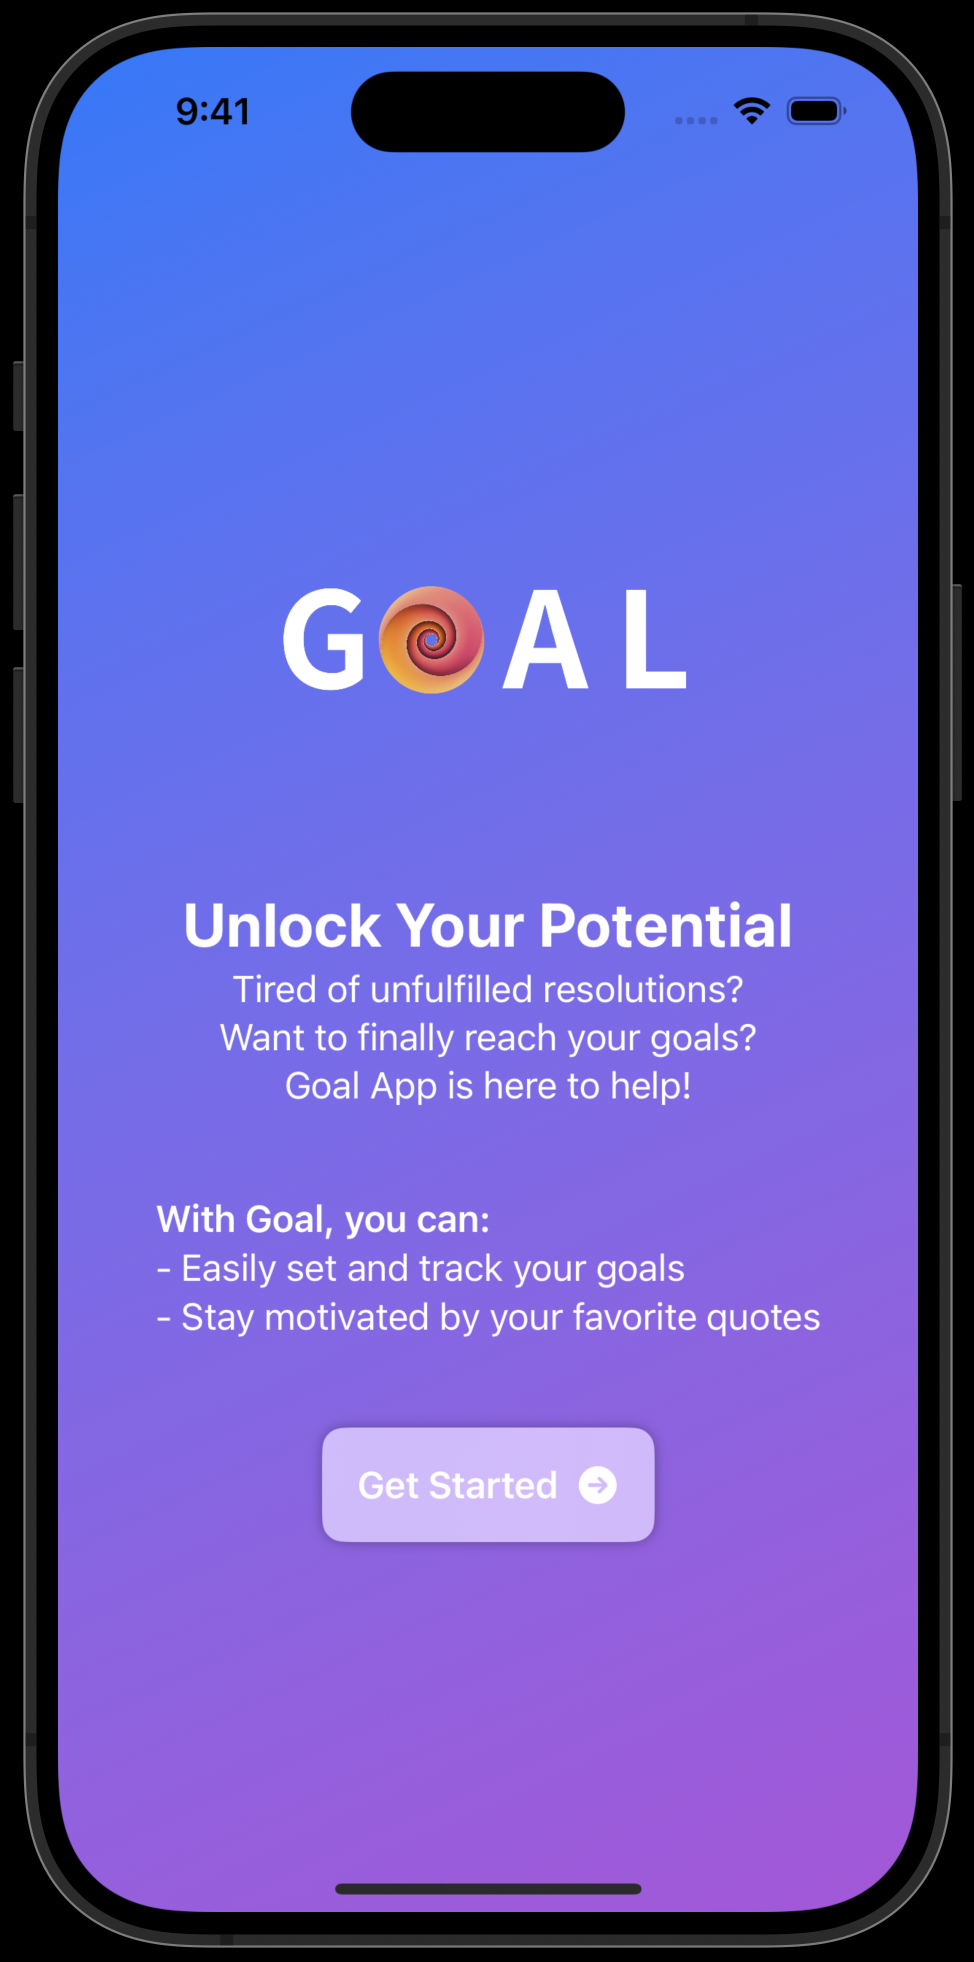 9:41
GOAL
Unlock Your Potential
Tired of unfulfilled resolutions?
Want to finally reach your goals?
Goal App is here to help!
With Goal, you can:
- Easily set and track your goals
- Stay motivated by your favorite quotes
Get Started